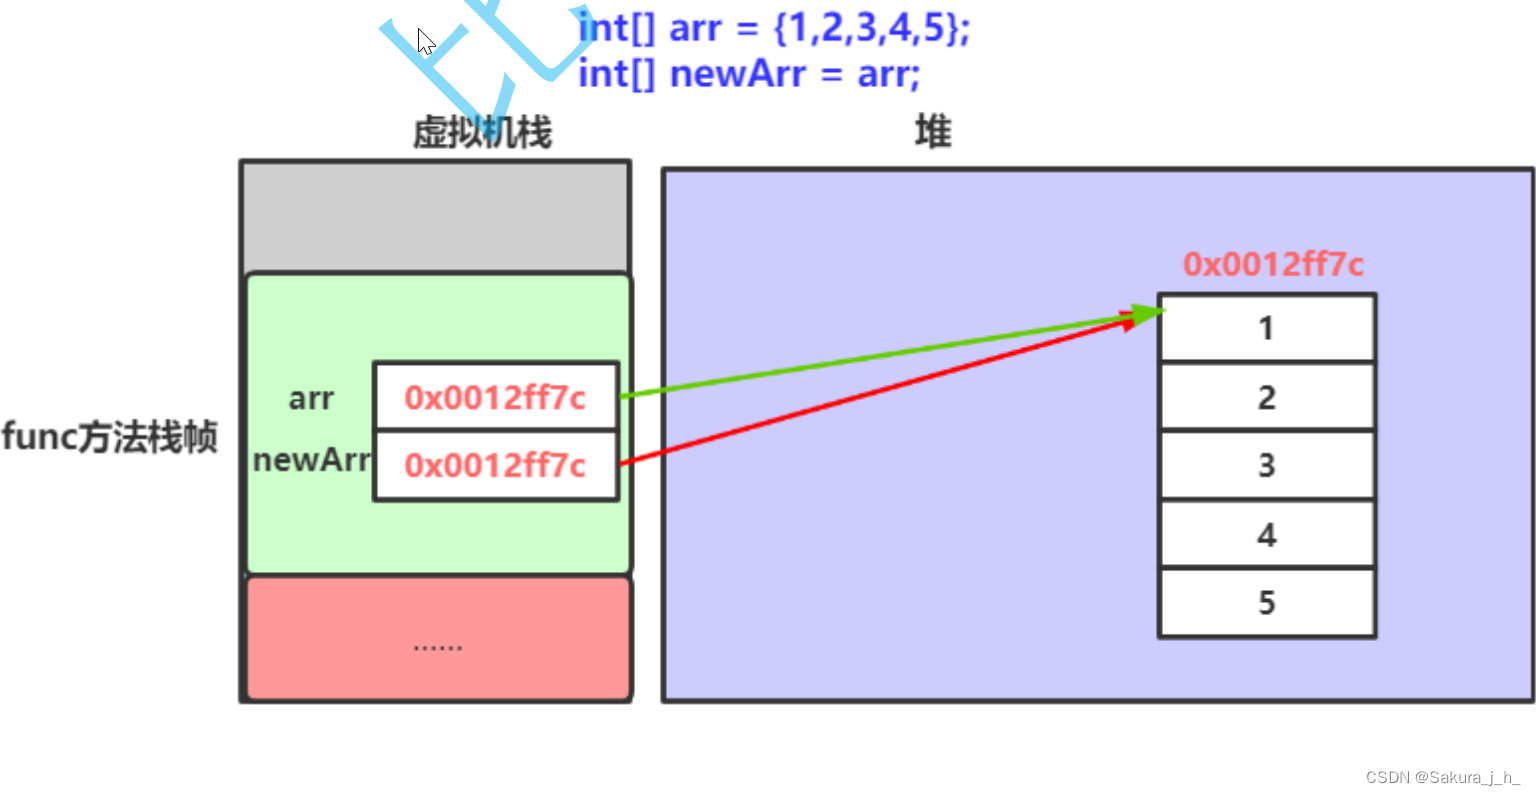 int[] arr = {1,2,3,4,5};
int[] newArr = arr;
虚拟机栈
堆
0x0012ff7c
1
arr
0x0012ff7c
2
func方法栈帧
newArr
0x0012ff7c
3
4
5
......
CSDN @Sakura_j_h_